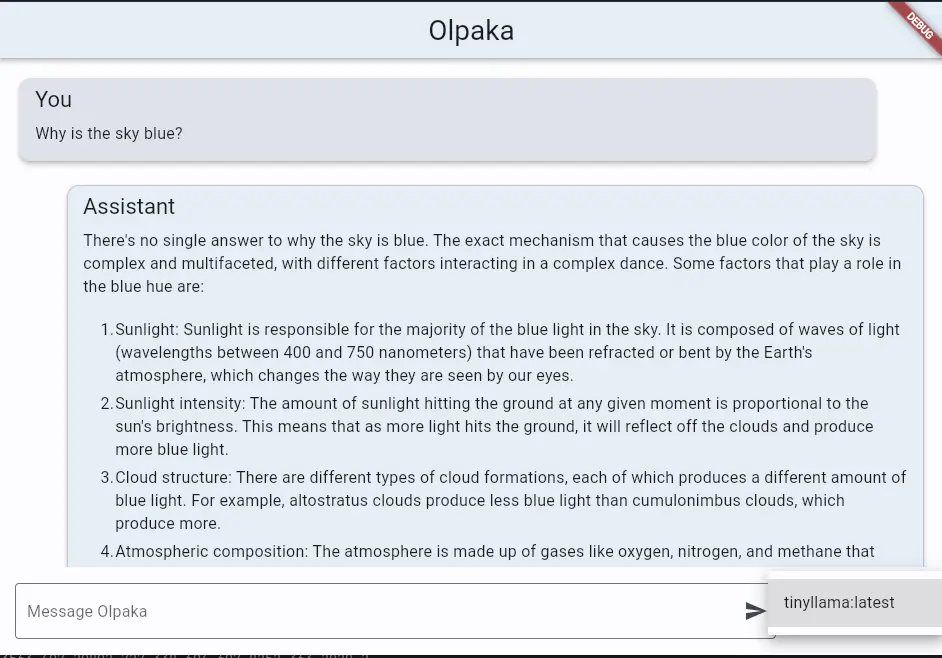 Olpaka
DEBUG
You
Why is the sky blue?
Assistant
There's no single answer to why the sky is blue. The exact mechanism that causes the blue color of the sky is
complex and multifaceted, with different factors interacting in a complex dance. Some factors that play a role in
the blue hue are:
1. Sunlight: Sunlight is responsible for the majority of the blue light in the sky. It is composed of waves of light
(wavelengths between 400 and 750 nanometers) that have been refracted or bent by the Earth's
atmosphere, which changes the way they are seen by our eyes.
2. Sunlight intensity: The amount of sunlight hitting the ground at any given moment is proportional to the
sun's brightness. This means that as more light hits the ground, it will reflect off the clouds and produce
more blue light.
3. Cloud structure: There are different types of cloud formations, each of which produces a different amount of
blue light. For example, altostratus clouds produce less blue light than cumulonimbus clouds, which
produce more.
4. Atmospheric composition: The atmosphere is made up of gases like oxygen, nitrogen, and methane that
Message Olpaka
tinyllama:latest